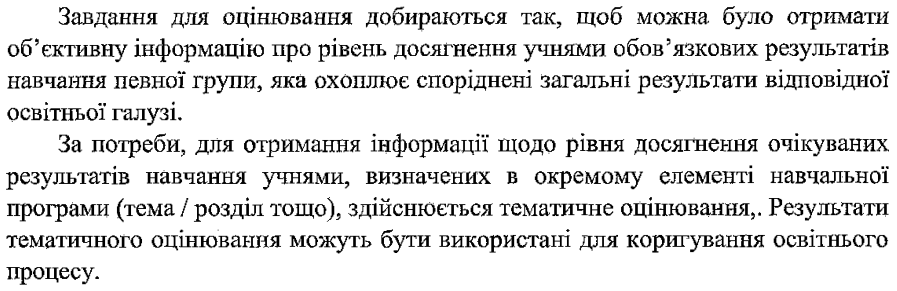 Завдання для оцінювання добираються так, щоб можна було отримати
об’єктивну інформацію про рівень досягнення учнями обов’язкових результатів
навчання певної групи, яка охоплює споріднені загальні результати відповідної
освітньої галузі.
За потреби, для отримання інформації щодо рівня досягнення очікуваних
результатів навчання учнями, визначених в окремому елементі навчальної
програми (тема / розділ тощо), здійснюється тематичне оцінювання,. Результати
тематичного оцінювання можуть бути використані для коригування освітнього
процесу.